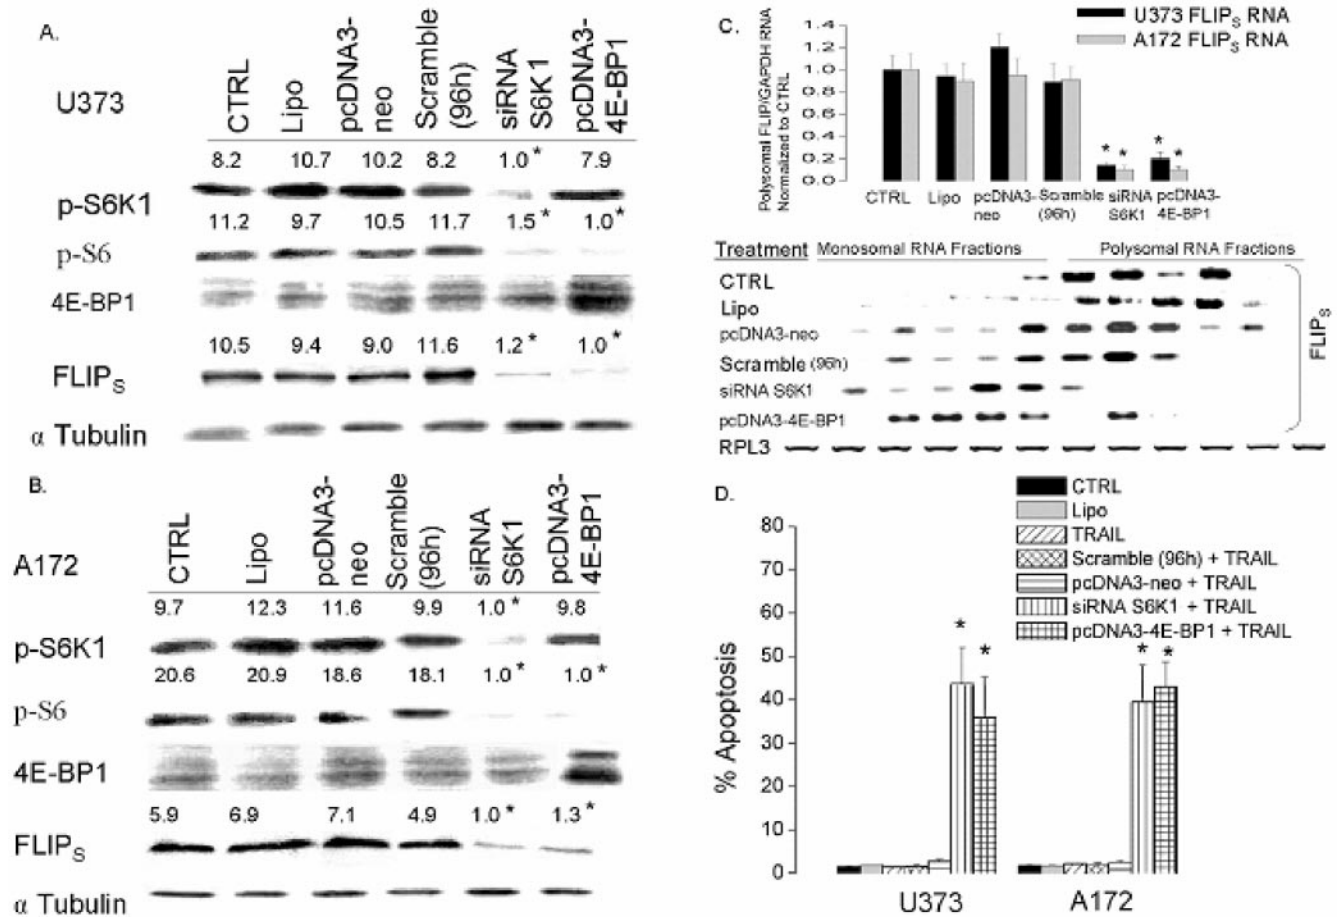 A.
U373
CTRL
Lipo
pcDNA3-
neo
Scramble
(96h)
siRNA
S6K1
pcDNA3-
4E-BP1
8.2 10.7 10.2 8.2 1.0* 7.9
p-S6K1
11.2 9.7 10.5 11.7 1.5* 1.0*
p-S6
4E-BP1
10.5 9.4 9.0 11.6 1.2* 1.0*
FLIPS
α Tubulin
B.
A172
CTRL
Lipo
pcDNA3-
neo
Scramble
(96h)
siRNA
S6K1
pcDNA3-
4E-BP1
9.7 12.3 11.6 9.9 1.0* 9.8
p-S6K1
20.6 20.9 18.6 18.1 1.0* 1.0*
p-S6
4E-BP1
5.9 6.9 7.1 4.9 1.0* 1.3*
FLIPS
α Tubulin
C.
U373 FLIPS RNA
A172 FLIPS RNA
Polysomal FLIP/GAPDH RNA
Normalized to CTRL
1.4
1.2
1.0
0.8
0.6
0.4
0.2
0.0
* * * *
CTRL Lipo pcDNA3- Scramble siRNA pcDNA3-
neo (96h) S6K1 4E-BP1
Treatment Monosomal RNA Fractions Polysomal RNA Fractions
CTRL
Lipo
pcDNA3-neo
Scramble (96h)
siRNA S6K1
pcDNA3-4E-BP1
RPL3
FLIPS
D.
CTRL
Lipo
TRAIL
Scramble (96h) + TRAIL
pcDNA3-neo + TRAIL
siRNA S6K1 + TRAIL
pcDNA3-4E-BP1 + TRAIL
% Apoptosis
80
70
60
50
40
30
20
10
0
* * * *
U373 A172